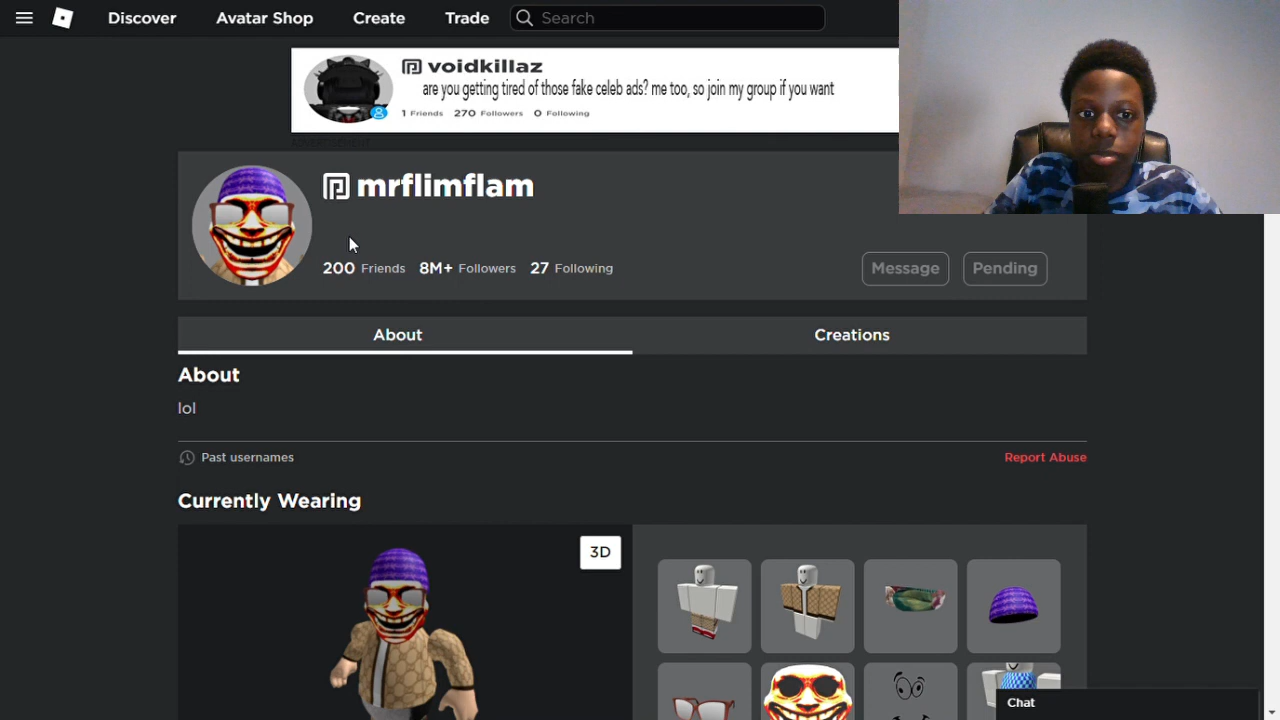 Discover
Avatar Shop
Create
Trade
Search
voidkillaz
are you getting tired of those fake celeb ads? me too, so join my group if you want
1 Friends 270 Followers 0 Following
ADVERTISEMENT
mrflimflam
200 Friends 8M+ Followers 27 Following
Message
Pending
About
Creations
About
lol
Past usernames
Report Abuse
Currently Wearing
3D
Chat